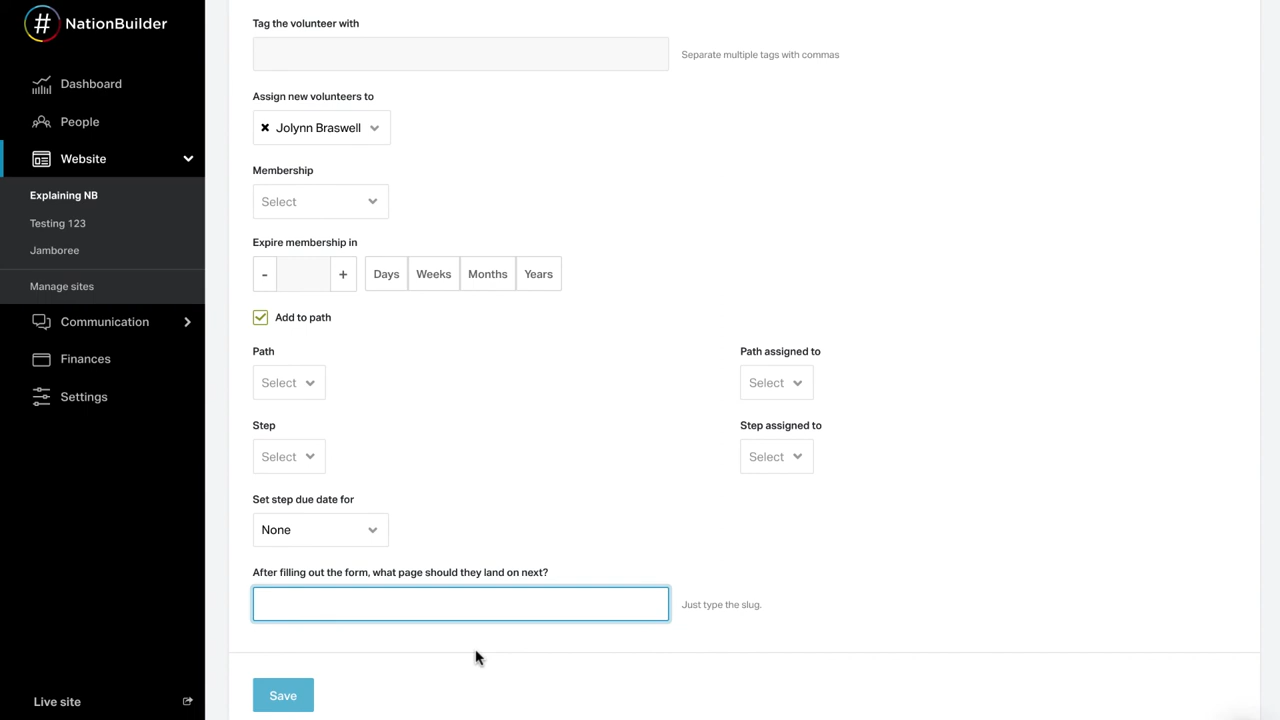 # NationBuilder
Dashboard
People
Website
Explaining NB
Testing 123
Jamboree
Manage sites
Communication
Finances
Settings
Live site
Tag the volunteer with
Separate multiple tags with commas
Assign new volunteers to
Jolynn Braswell
Membership
Select
Expire membership in
- + Days Weeks Months Years
Add to path
Path Path assigned to
Select Select
Step Step assigned to
Select Select
Set step due date for
None
After filling out the form, what page should they land on next?
Just type the slug.
Save